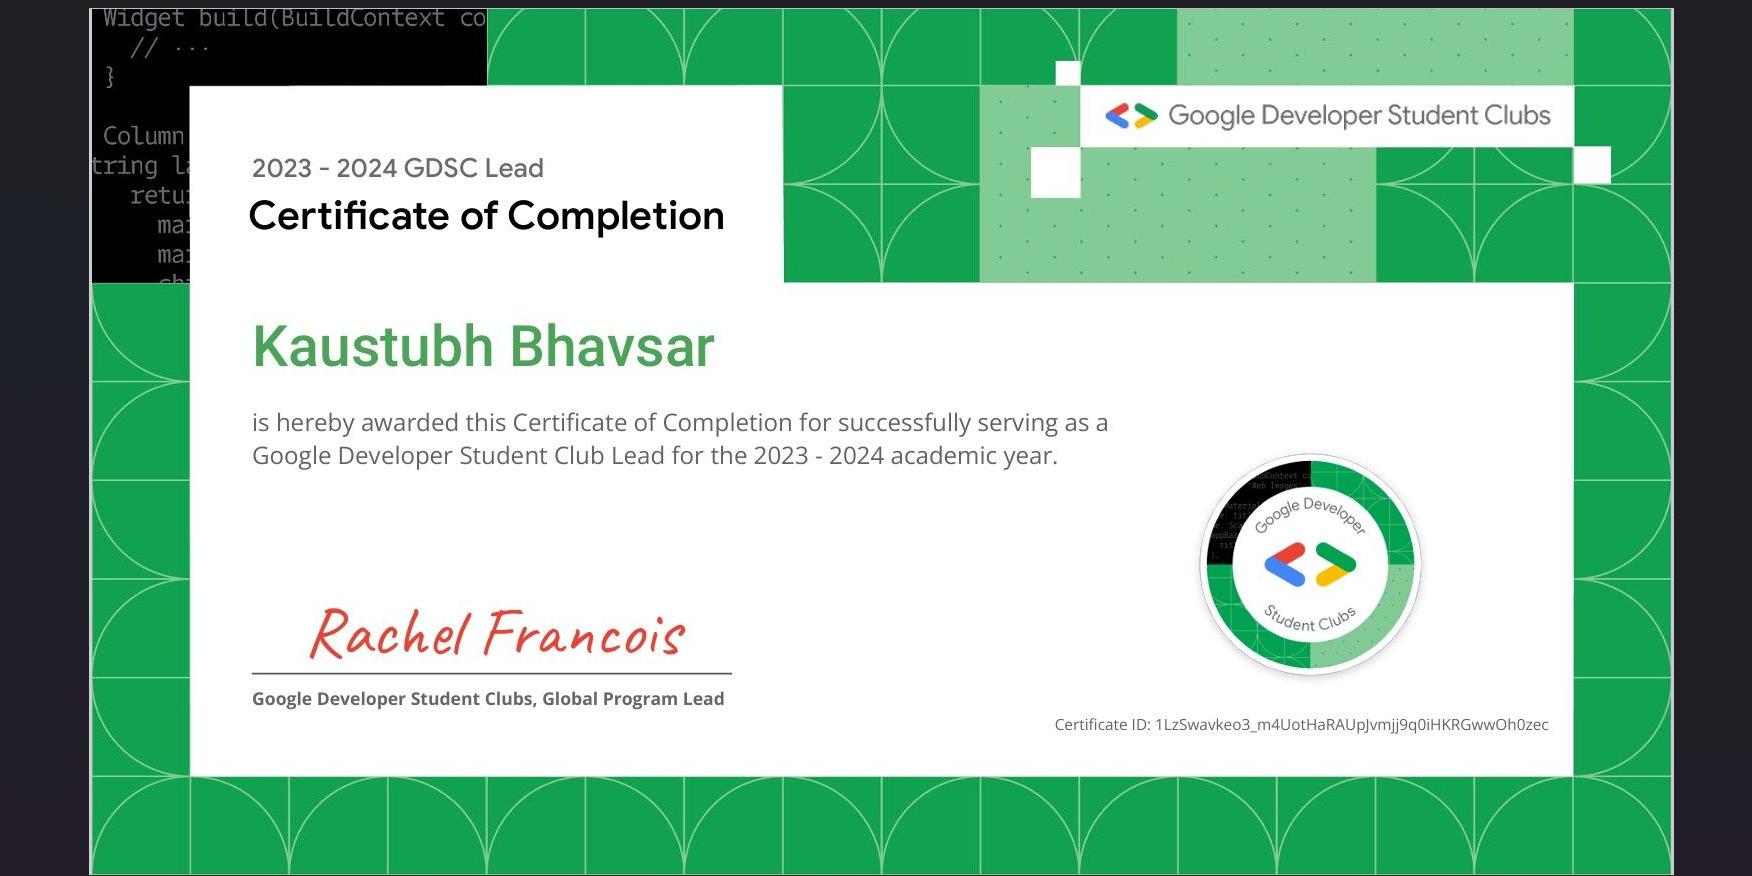 Widget build(BuildContext co
// ...
}
Column
tring la
retu
ma
ma
Google Developer Student Clubs
2023 - 2024 GDSC Lead
Certificate of Completion
Kaustubh Bhavsar
is hereby awarded this Certificate of Completion for successfully serving as a
Google Developer Student Club Lead for the 2023 - 2024 academic year.
Google Developer
Student Clubs
Rachel Francois
Google Developer Student Clubs, Global Program Lead
Certificate ID: 1LzSwavkeo3_m4UotHaRAUpJvmjj9q0iHKRGwwOh0zec